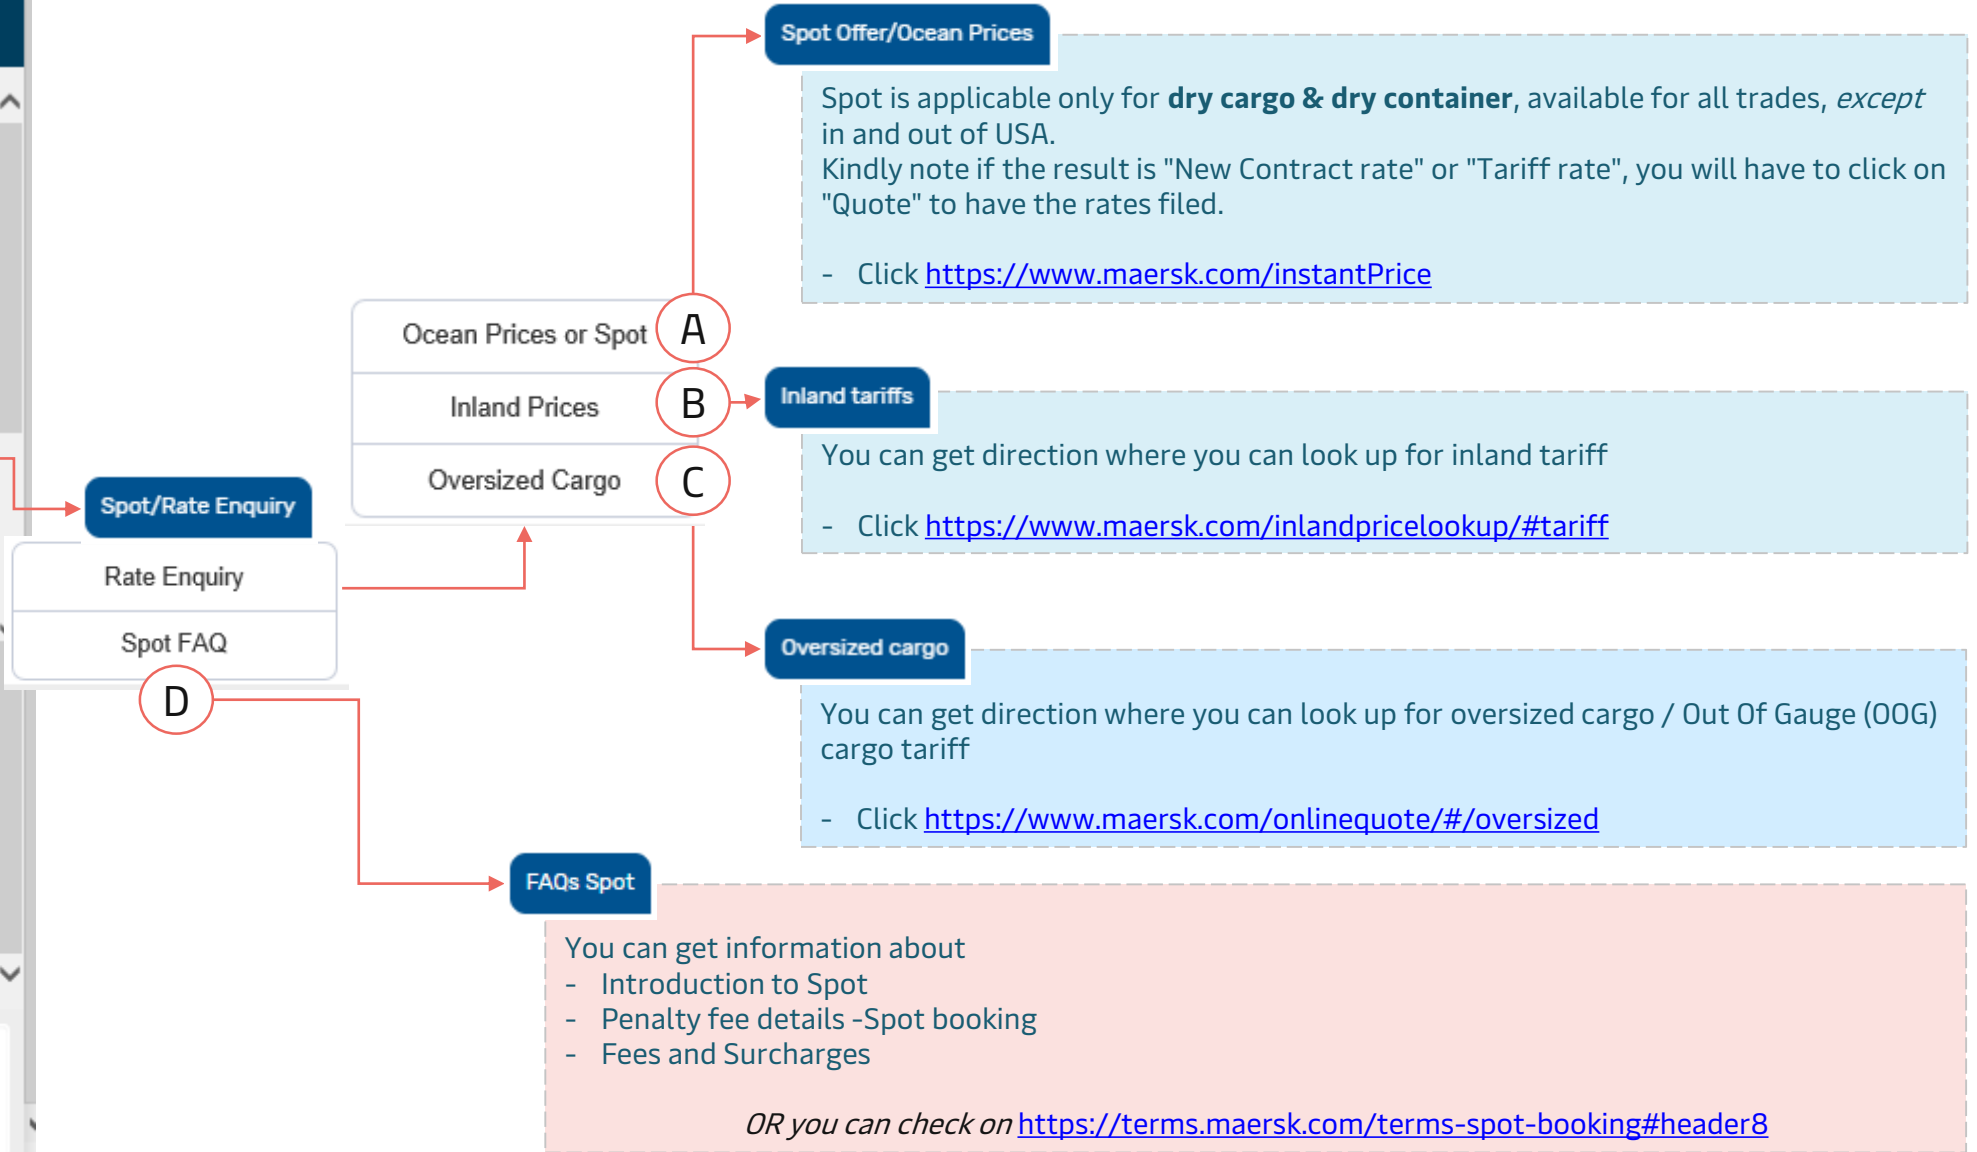 Spot Offer/Ocean Prices
Spot is applicable only for dry cargo & dry container, available for all trades, except
in and out of USA.
Kindly note if the result is "New Contract rate" or "Tariff rate", you will have to click on
"Quote" to have the rates filed.
- Click https://www.maersk.com/instantPrice
Ocean Prices or Spot A
Inland Prices B
Oversized Cargo C
Inland tariffs
You can get direction where you can look up for inland tariff
- Click https://www.maersk.com/inlandpricelookup/#tariff
Spot/Rate Enquiry
Rate Enquiry
Spot FAQ
D
Oversized cargo
You can get direction where you can look up for oversized cargo / Out Of Gauge (OOG)
cargo tariff
- Click https://www.maersk.com/onlinequote/#/oversized
FAQs Spot
You can get information about
- Introduction to Spot
- Penalty fee details -Spot booking
- Fees and Surcharges
OR you can check on https://terms.maersk.com/terms-spot-booking#header8